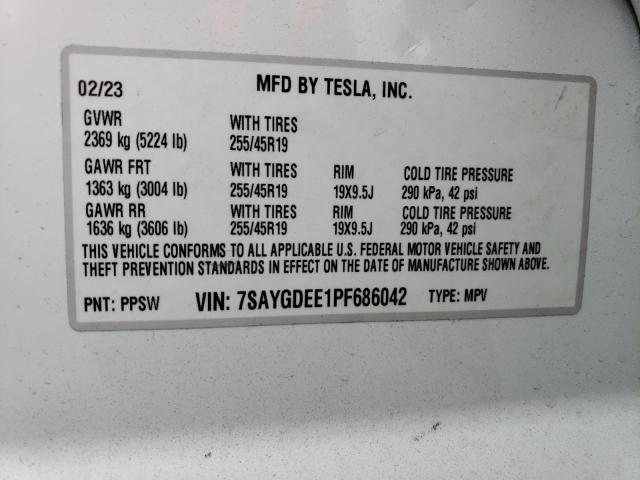 02/23 MFD BY TESLA, INC.
GVWR WITH TIRES
2369 kg (5224 lb) 255/45R19
GAWR FRT WITH TIRES RIM COLD TIRE PRESSURE
1363 kg (3004 lb) 255/45R19 19X9.5J 290 kPa, 42 psi
GAWR RR WITH TIRES RIM COLD TIRE PRESSURE
1636 kg (3606 lb) 255/45R19 19X9.5J 290 kPa, 42 psi
THIS VEHICLE CONFORMS TO ALL APPLICABLE U.S. FEDERAL MOTOR VEHICLE SAFETY AND
THEFT PREVENTION STANDARDS IN EFFECT ON THE DATE OF MANUFACTURE SHOWN ABOVE.
PNT: PPSW VIN: 7SAYGDEE1PF686042 TYPE: MPV